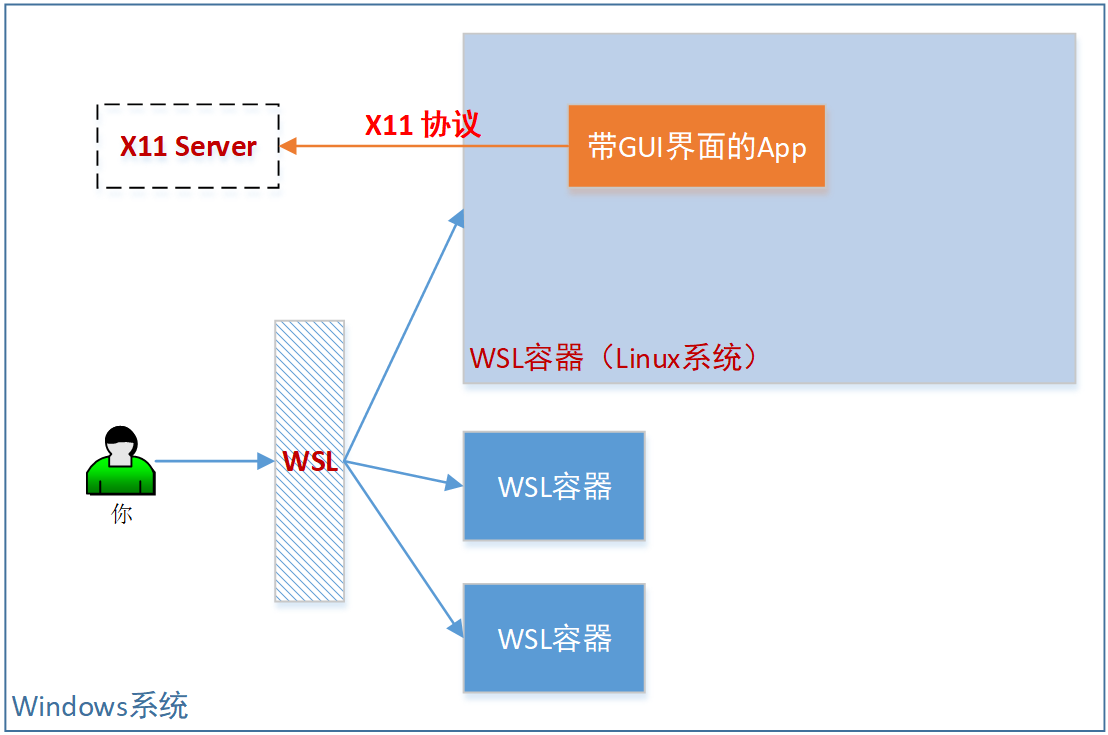 X11 Server
X11 协议
带GUI界面的App
WSL容器（Linux系统）
WSL
你
WSL容器
WSL容器
Windows系统